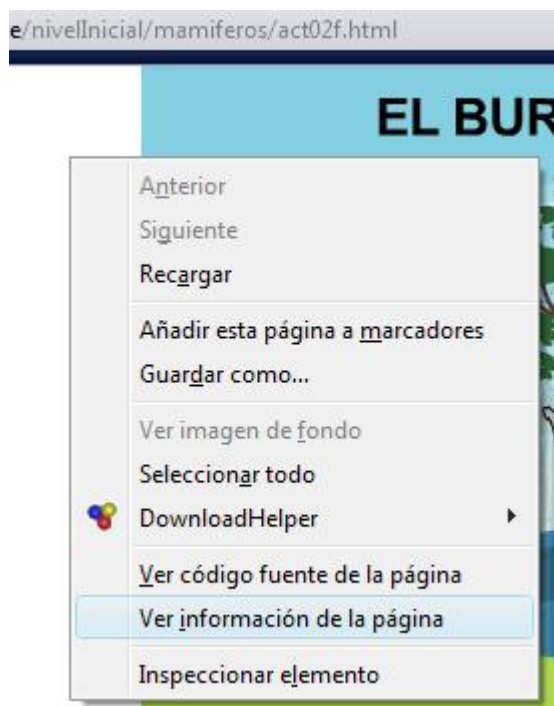 e/nivelInicial/mamiferos/act02f.html
EL BUR
Anterior
Siguiente
Recargar
Añadir esta página a marcadores
Guardar como...
Ver imagen de fondo
Seleccionar todo
DownloadHelper
Ver código fuente de la página
Ver información de la página
Inspeccionar elemento